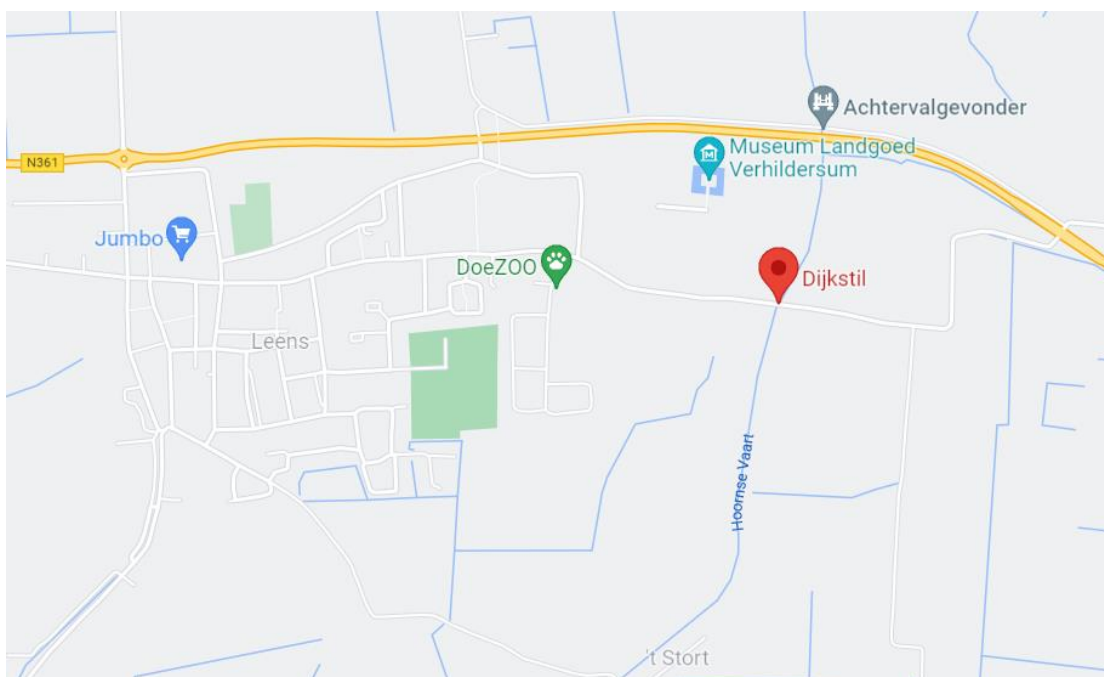 Achtervalgevonder
N361
Museum Landgoed
Verhildersum
Jumbo
DoeZOO
Dijkstil
Leens
Hoornse Vaart
't Stort